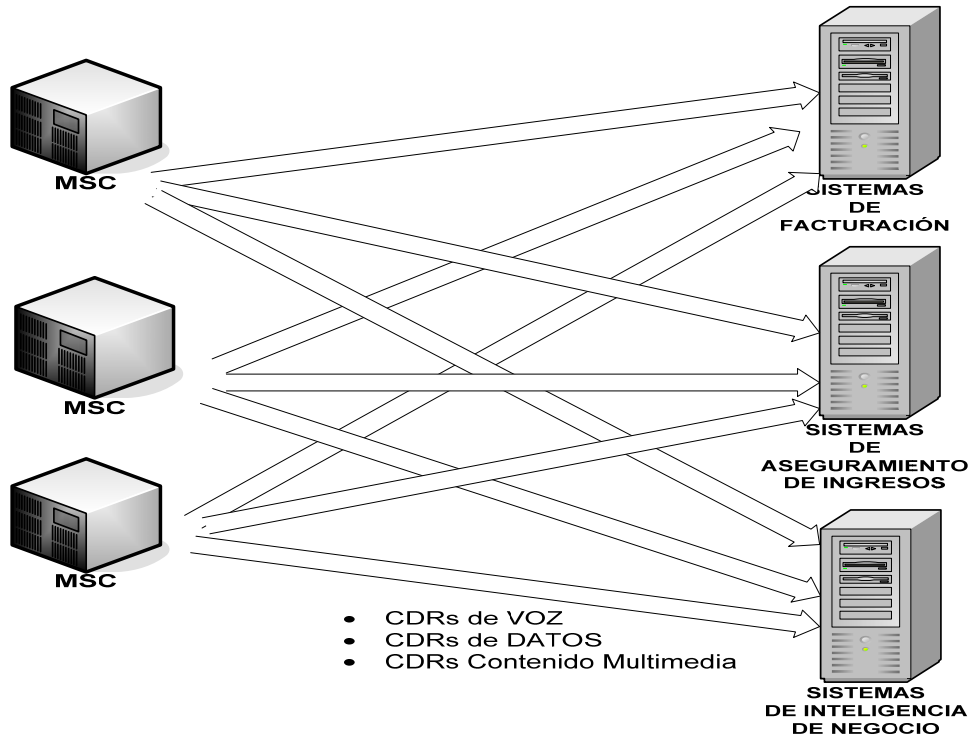 MSC
SISTEMAS
DE
FACTURACIÓN
MSC
SISTEMAS
DE
ASEGURAMIENTO
DE INGRESOS
MSC
• CDRs de VOZ
• CDRs de DATOS
• CDRs Contenido Multimedia
SISTEMAS
DE INTELIGENCIA
DE NEGOCIO